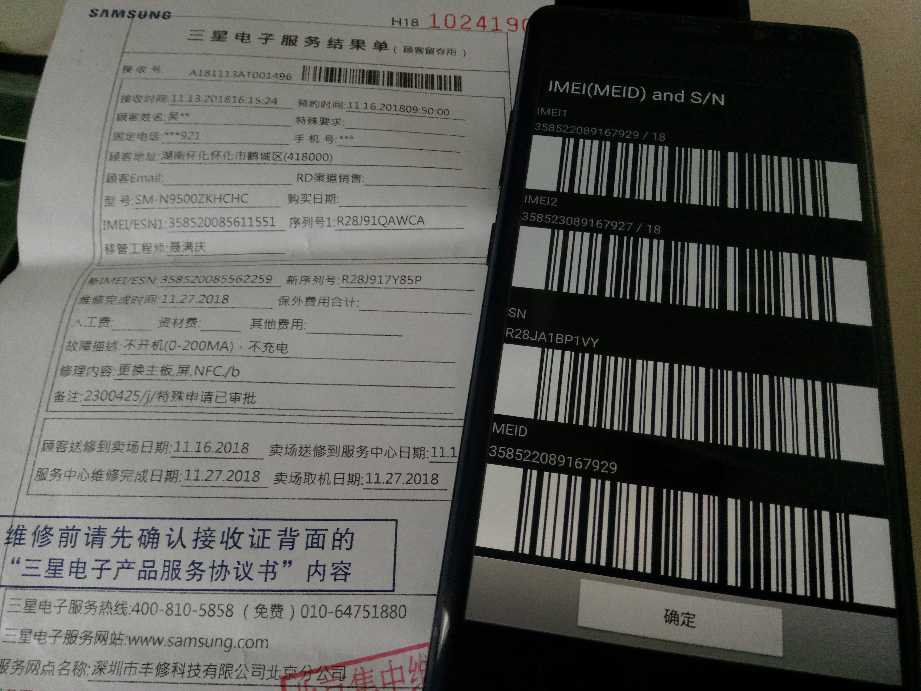 SAMSUNG
H18 1024190
三星电子服务结果单(顾客留存用)
接收号 A181113AT001496
接收时间:11.13.201816:15:24 预约时间:11.16.201809:50:00
顾客姓名:吴** 特殊要求:
固定电话:***921 手机号:***
顾客地址:湖南怀化怀化市鹤城区(418000)
顾客Email: RD渠道销售:
型号:SM-N9500ZKHCHC 购买日期:
IMEI/ESN1:358520085611551 序列号1:R28J91QAWCA
移管工程师:聂满庆
新IMEI/ESN:358520085562259 新序列号:R28J917Y85P
维修完成时间:11.27.2018 保外费用合计:
人工费: 资材费: 其他费用:
故障描述:不开机(0-200MA)、不充电
修理内容:更换主板,屏,NFC,/b
备注:2300425/j/特殊申请已审批
顾客送修到卖场日期:11.16.2018 卖场送修到服务中心日期:11.1
服务中心维修完成日期:11.27.2018 卖场取机日期:11.27.2018
维修前请先确认接收证背面的
“三星电子产品服务协议书”内容
三星电子服务热线:400-810-5858(免费)010-64751880
三星电子服务网站:www.samsung.com
服务网点名称:深圳市丰修科技有限公司北京分公司
集中维
IMEI(MEID) and S/N
IMEI1
358522089167929 / 18
IMEI2
358523089167927 / 18
SN
R28JA1BP1VY
MEID
358522089167929
确定